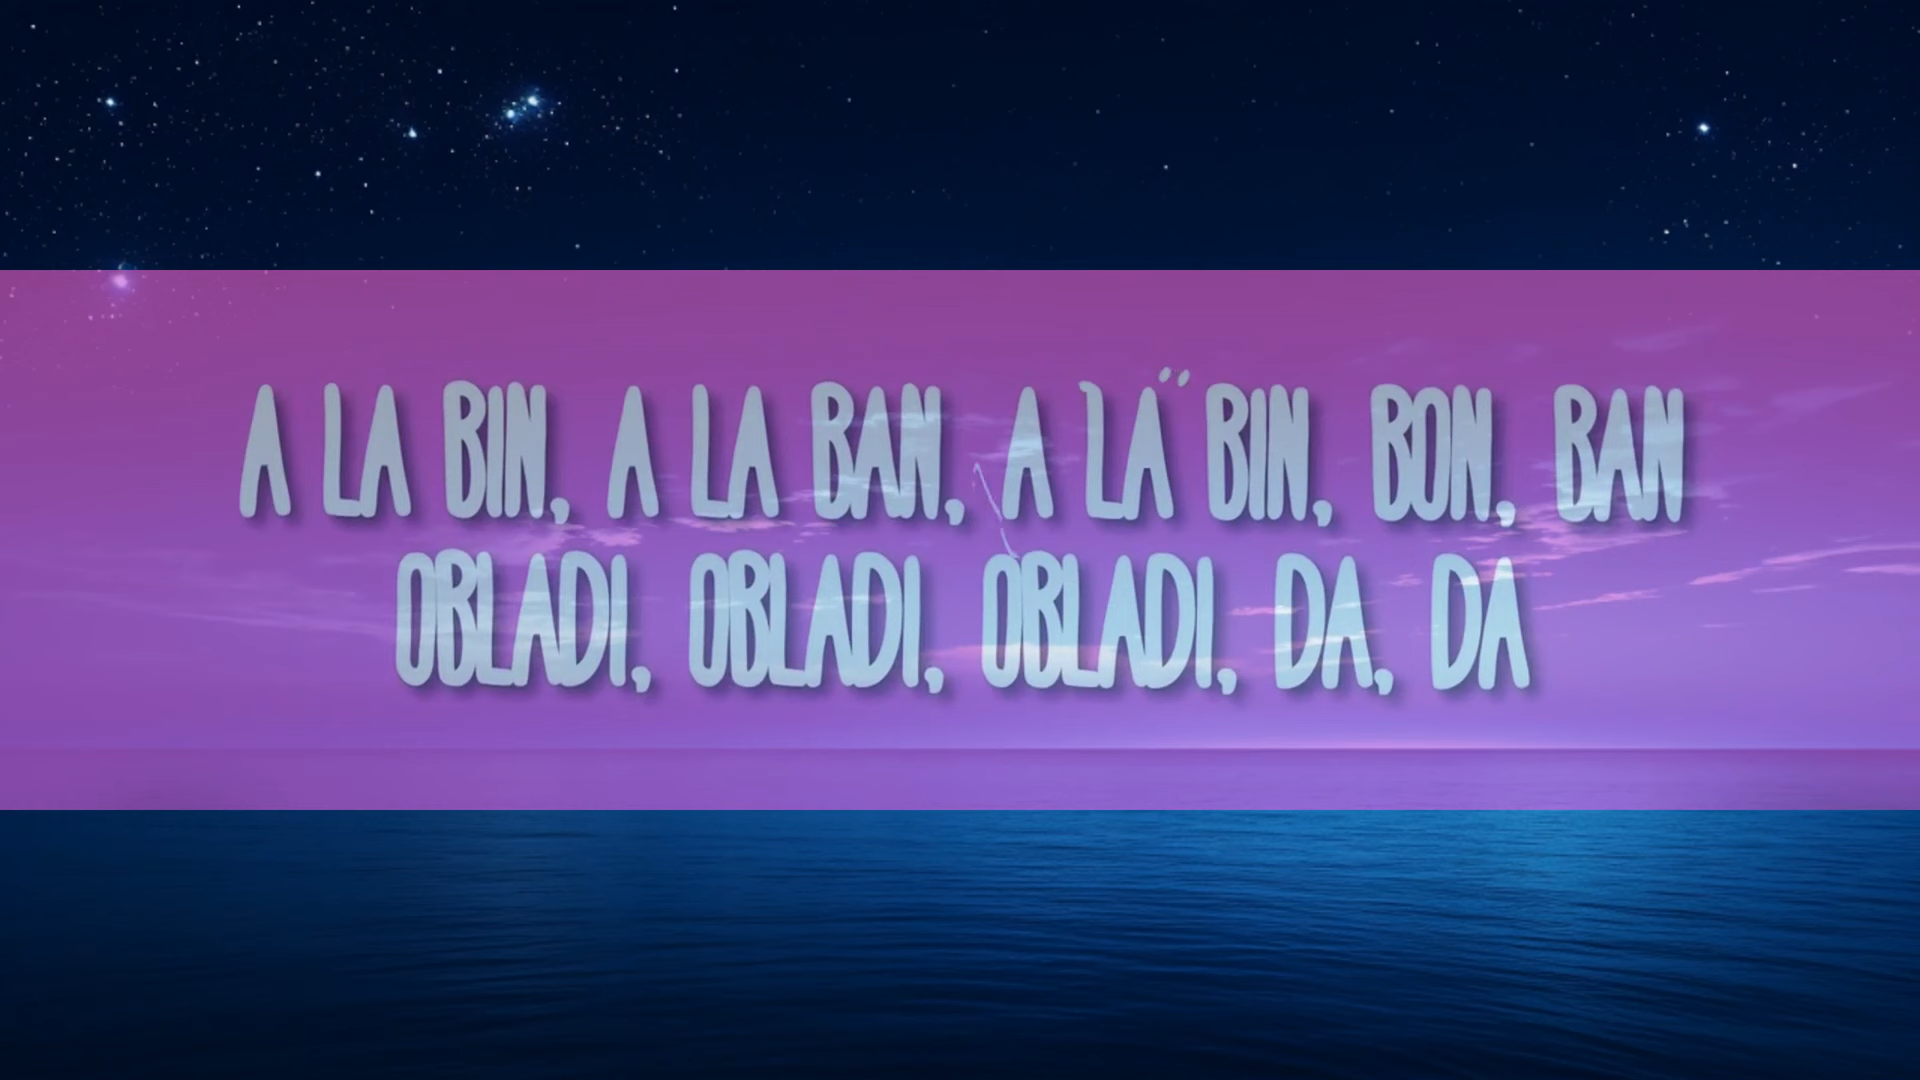 A LA BIN, A LA BAN, A LA BIN, BON, BAN
OBLADI, OBLADI, OBLADI, DA, DA